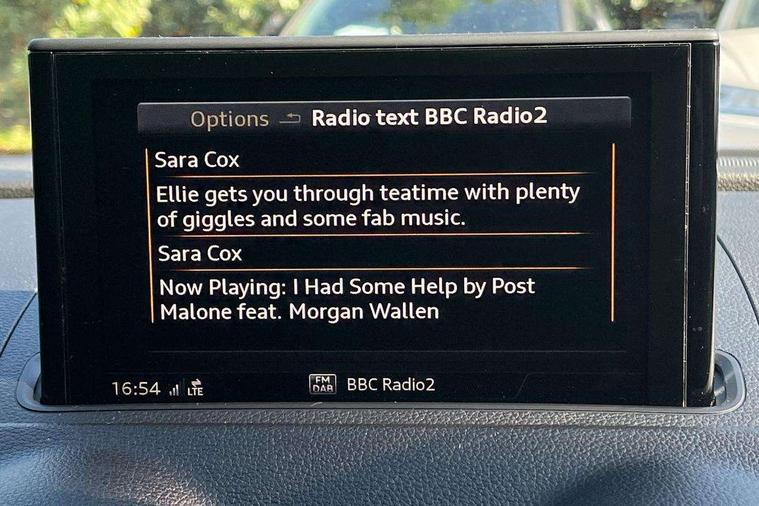 Options Radio text BBC Radio2
Sara Cox
Ellie gets you through teatime with plenty
of giggles and some fab music.
Sara Cox
Now Playing: I Had Some Help by Post
Malone feat. Morgan Wallen
16:54 LTE FM DAB BBC Radio2